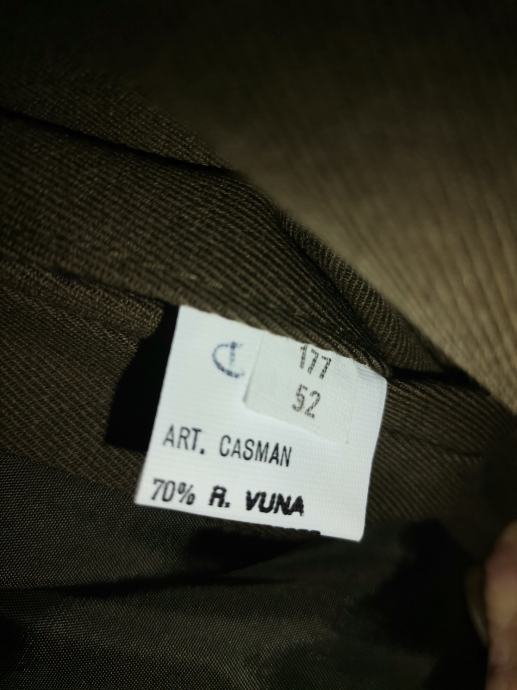 177
52
ART. CASMAN
70% R. VUNA